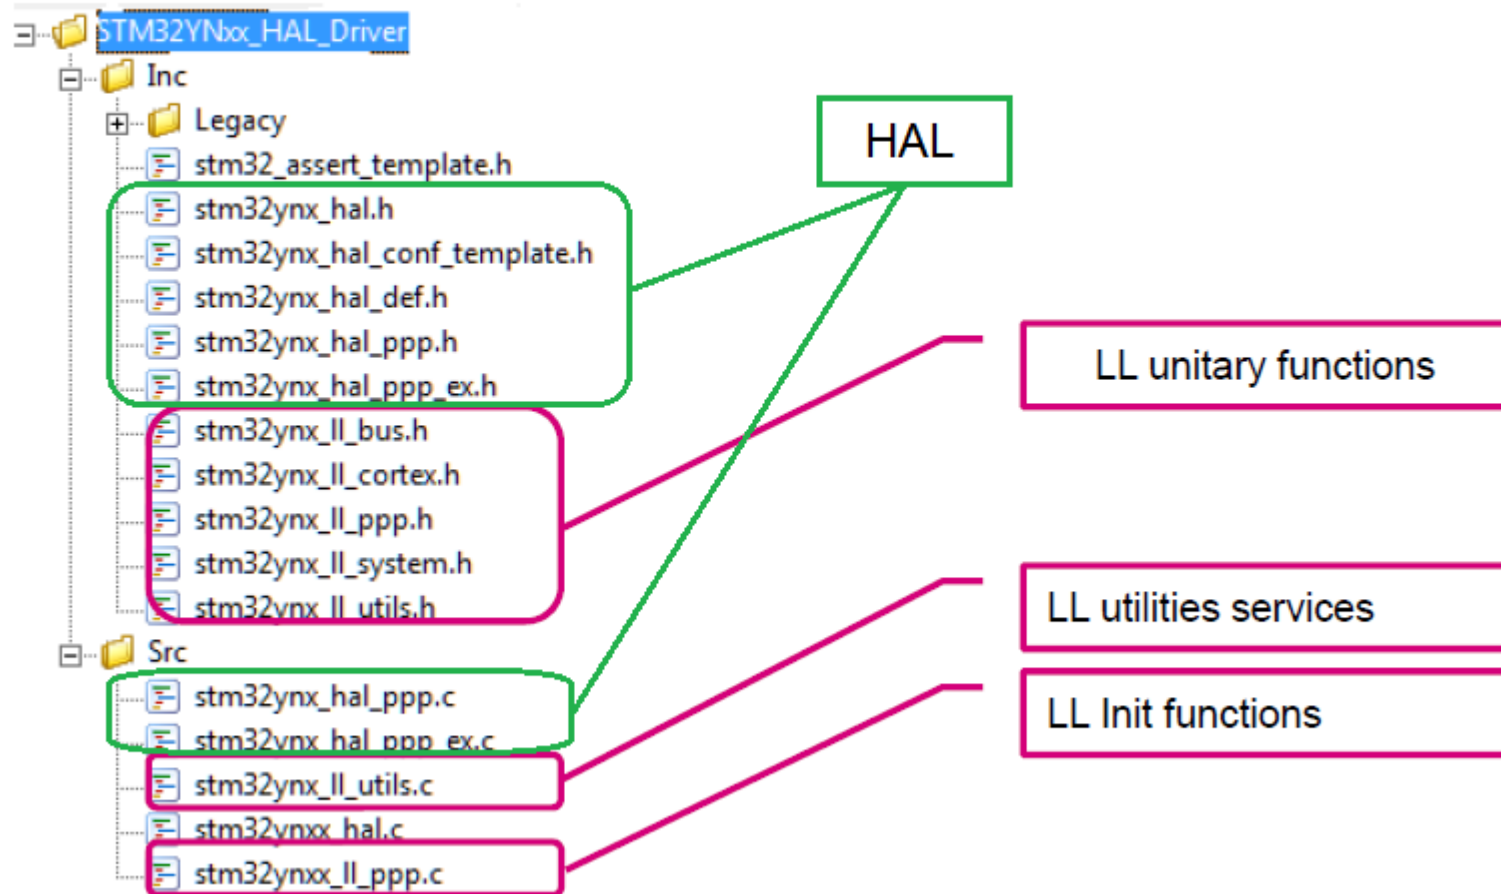 STM32YNxx_HAL_Driver
Inc
Legacy
stm32_assert_template.h
stm32ynx_hal.h
stm32ynx_hal_conf_template.h
stm32ynx_hal_def.h
stm32ynx_hal_ppp.h
stm32ynx_hal_ppp_ex.h
stm32ynx_ll_bus.h
stm32ynx_ll_cortex.h
stm32ynx_ll_ppp.h
stm32ynx_ll_system.h
stm32ynx_ll_utils.h
Src
stm32ynx_hal_ppp.c
stm32ynx_hal_ppp_ex.c
stm32ynx_ll_utils.c
stm32ynxx_hal.c
stm32ynxx_ll_ppp.c
HAL
LL unitary functions
LL utilities services
LL Init functions